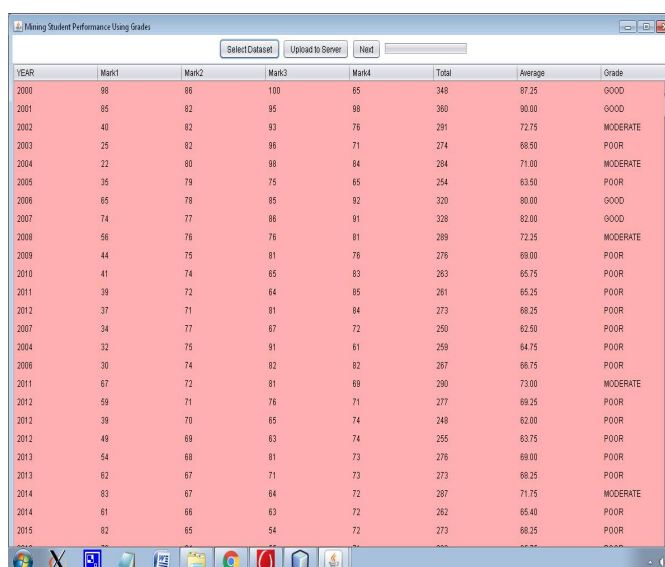 Mining Student Performance Using Grades
Select Dataset Upload to Server Next
YEAR Mark1 Mark2 Mark3 Mark4 Total Average Grade
2000 98 86 100 65 348 87.25 GOOD
2001 85 82 95 98 360 90.00 GOOD
2002 40 82 93 76 291 72.75 MODERATE
2003 25 82 96 71 274 68.50 POOR
2004 22 80 98 84 284 71.00 MODERATE
2005 35 79 75 65 254 63.50 POOR
2006 65 78 85 92 320 80.00 GOOD
2007 74 77 86 91 328 82.00 GOOD
2008 56 76 76 81 289 72.25 MODERATE
2009 44 75 81 76 276 69.00 POOR
2010 41 74 65 83 263 65.75 POOR
2011 39 72 64 85 261 65.25 POOR
2012 37 71 81 84 273 68.25 POOR
2007 34 77 67 72 250 62.50 POOR
2004 32 75 91 61 259 64.75 POOR
2006 30 74 82 82 267 66.75 POOR
2011 67 72 81 69 290 73.00 MODERATE
2012 59 71 76 71 277 69.25 POOR
2012 39 70 65 74 248 62.00 POOR
2012 49 69 63 74 255 63.75 POOR
2013 54 68 81 73 276 69.00 POOR
2013 62 67 71 73 273 68.25 POOR
2014 83 67 64 72 287 71.75 MODERATE
2014 61 66 63 72 262 65.40 POOR
2015 82 65 54 72 273 68.25 POOR